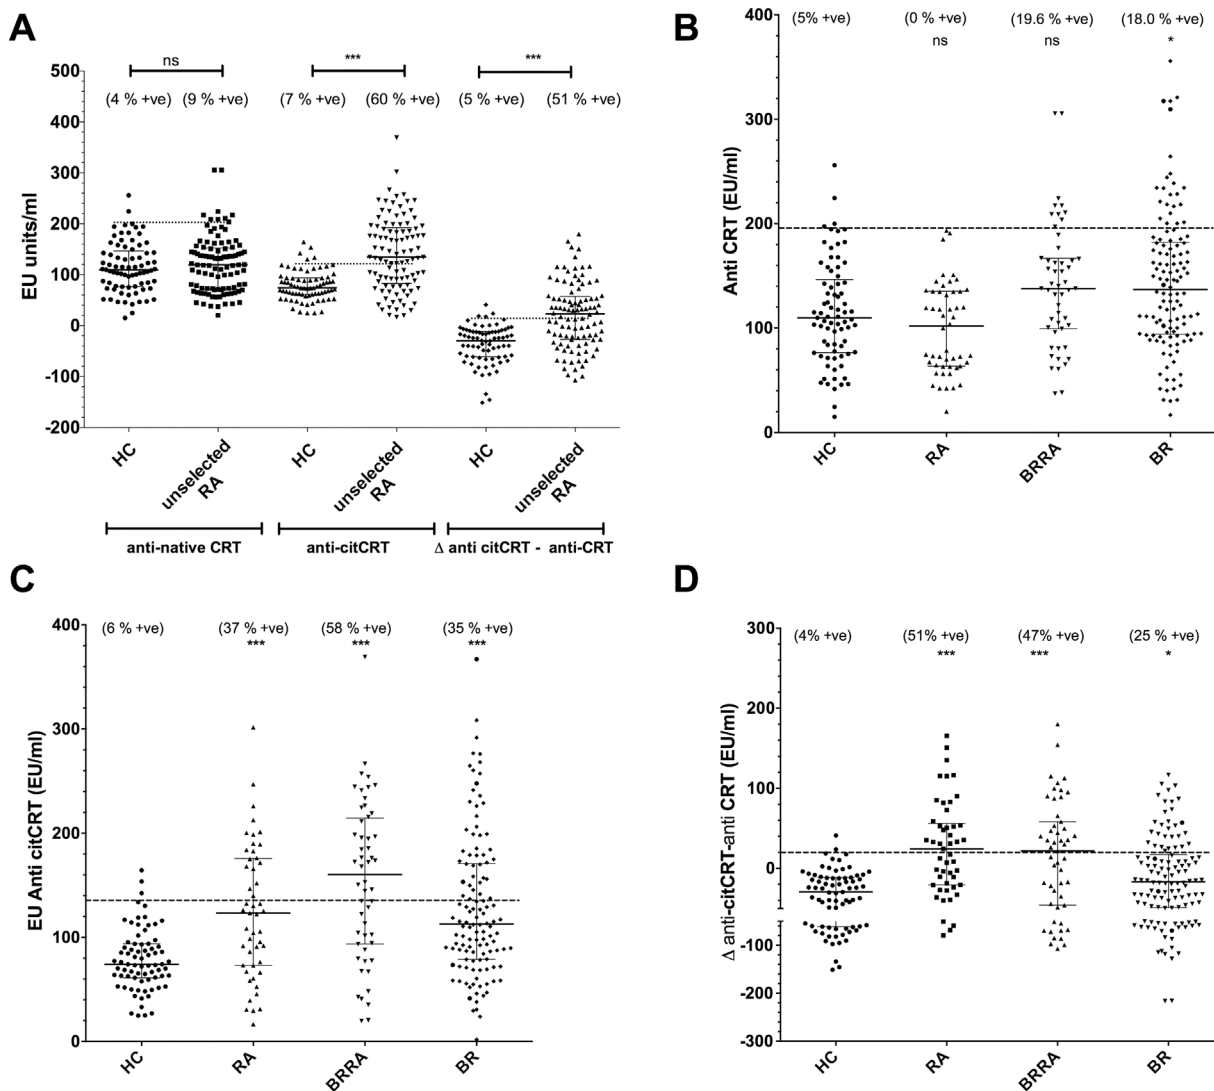 A
ns
***
***
(4 % +ve) (9 % +ve) (7 % +ve) (60 % +ve) (5 % +ve) (51 % +ve)
EU units/ml
500
400
300
200
100
0
-100
-200
HC
unselected
RA
HC
unselected
RA
HC
unselected
RA
anti-native CRT
anti-citCRT
Δ anti citCRT - anti-CRT
B
(5% +ve) (0 % +ve) (19.6 % +ve) (18.0 % +ve)
ns ns *
Anti CRT (EU/ml)
400
300
200
100
0
HC RA BRRA BR
C
(6 % +ve) (37 % +ve) (58 % +ve) (35 % +ve)
*** *** ***
EU Anti citCRT (EU/ml)
400
300
200
100
0
HC RA BRRA BR
D
(4% +ve) (51% +ve) (47% +ve) (25 % +ve)
*** *** *
Δ anti-citCRT-anti CRT (EU/ml)
300
200
100
0
-100
-200
-300
HC RA BRRA BR